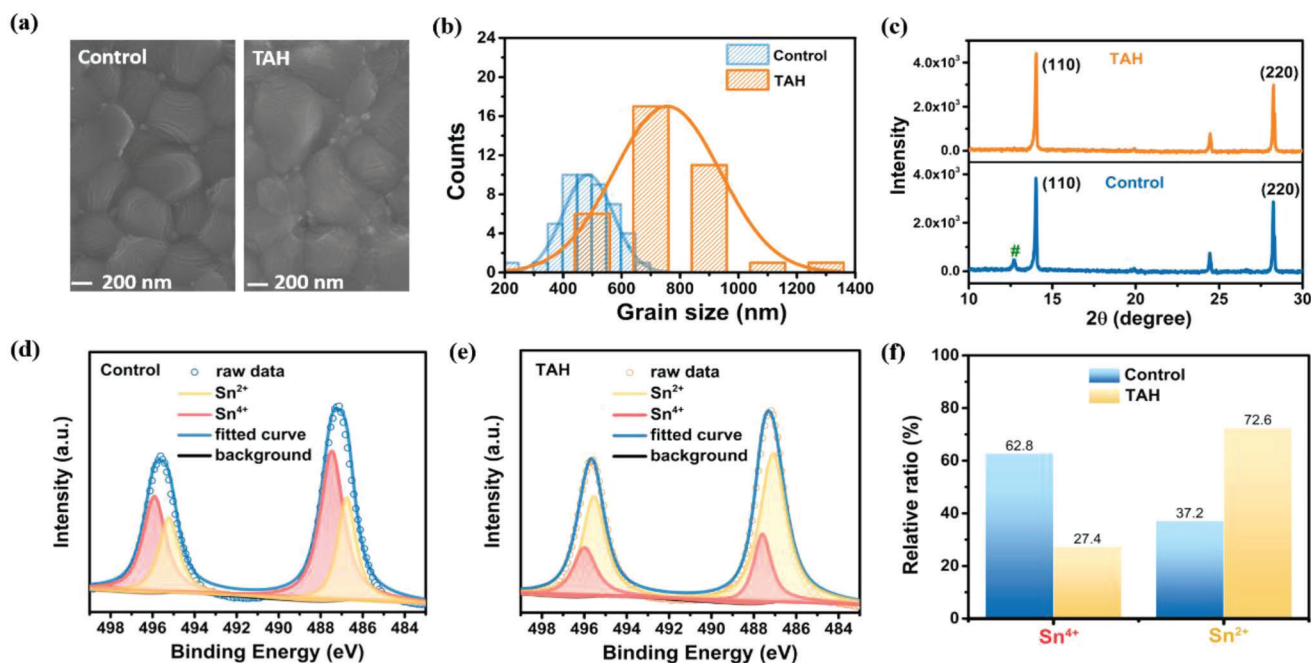 (a)
Control
200 nm
TAH
200 nm
(b)
24
20
16
12
8
4
0
Counts
Control
TAH
200 400 600 800 1000 1200 1400
Grain size (nm)
(c)
4.0x10³
2.0x10³
0.0
(110)
TAH
(220)
4.0x10³
2.0x10³
0.0
(110)
Control
(220)
#
Intensity
10 15 20 25 30
2θ (degree)
(d)
Control
raw data
Sn²⁺
Sn⁴⁺
fitted curve
background
Intensity (a.u.)
498 496 494 492 490 488 486 484
Binding Energy (eV)
(e)
TAH
raw data
Sn²⁺
Sn⁴⁺
fitted curve
background
Intensity (a.u.)
498 496 494 492 490 488 486 484
Binding Energy (eV)
(f)
100
80
60
40
20
0
Relative ratio (%)
Control
TAH
62.8
27.4
37.2
72.6
Sn⁴⁺
Sn²⁺